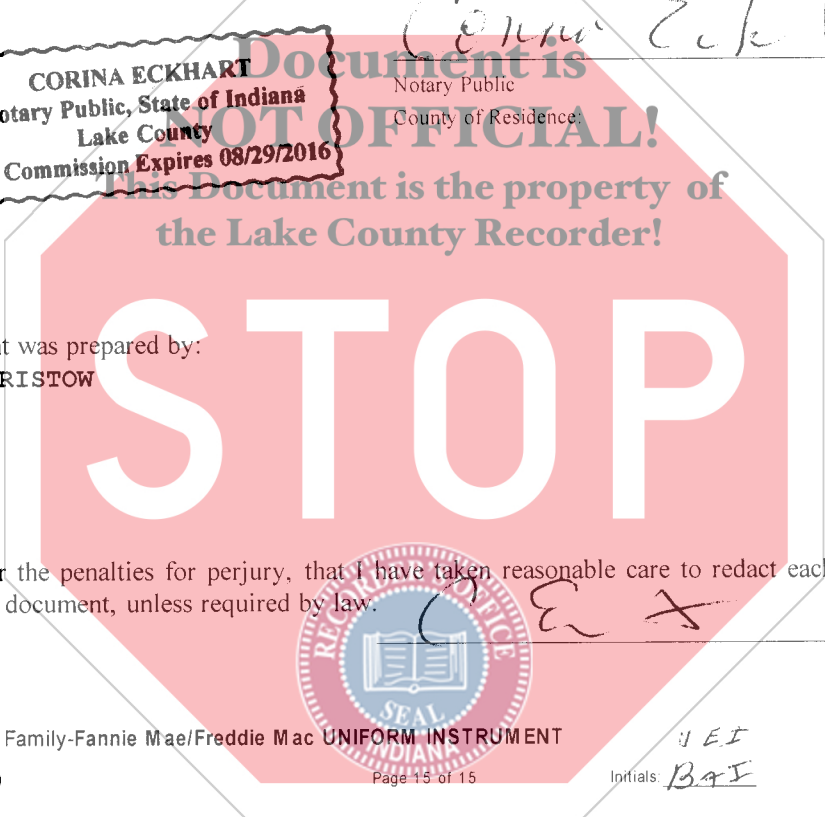 CORINA ECKHART
otary Public, State of Indiana
Lake County
Commission Expires 08/29/2016
Notary Public
County of Residence:
Document is
NOT OFFICIAL!
This Document is the property of
the Lake County Recorder!
STOP
t was prepared by:
RISTOW
r the penalties for perjury, that I have taken reasonable care to redact each
document, unless required by law.
RECORDER'S OFFICE
SEAL
INDIANA
Family-Fannie Mae/Freddie Mac UNIFORM INSTRUMENT
Page 15 of 15
Initials: